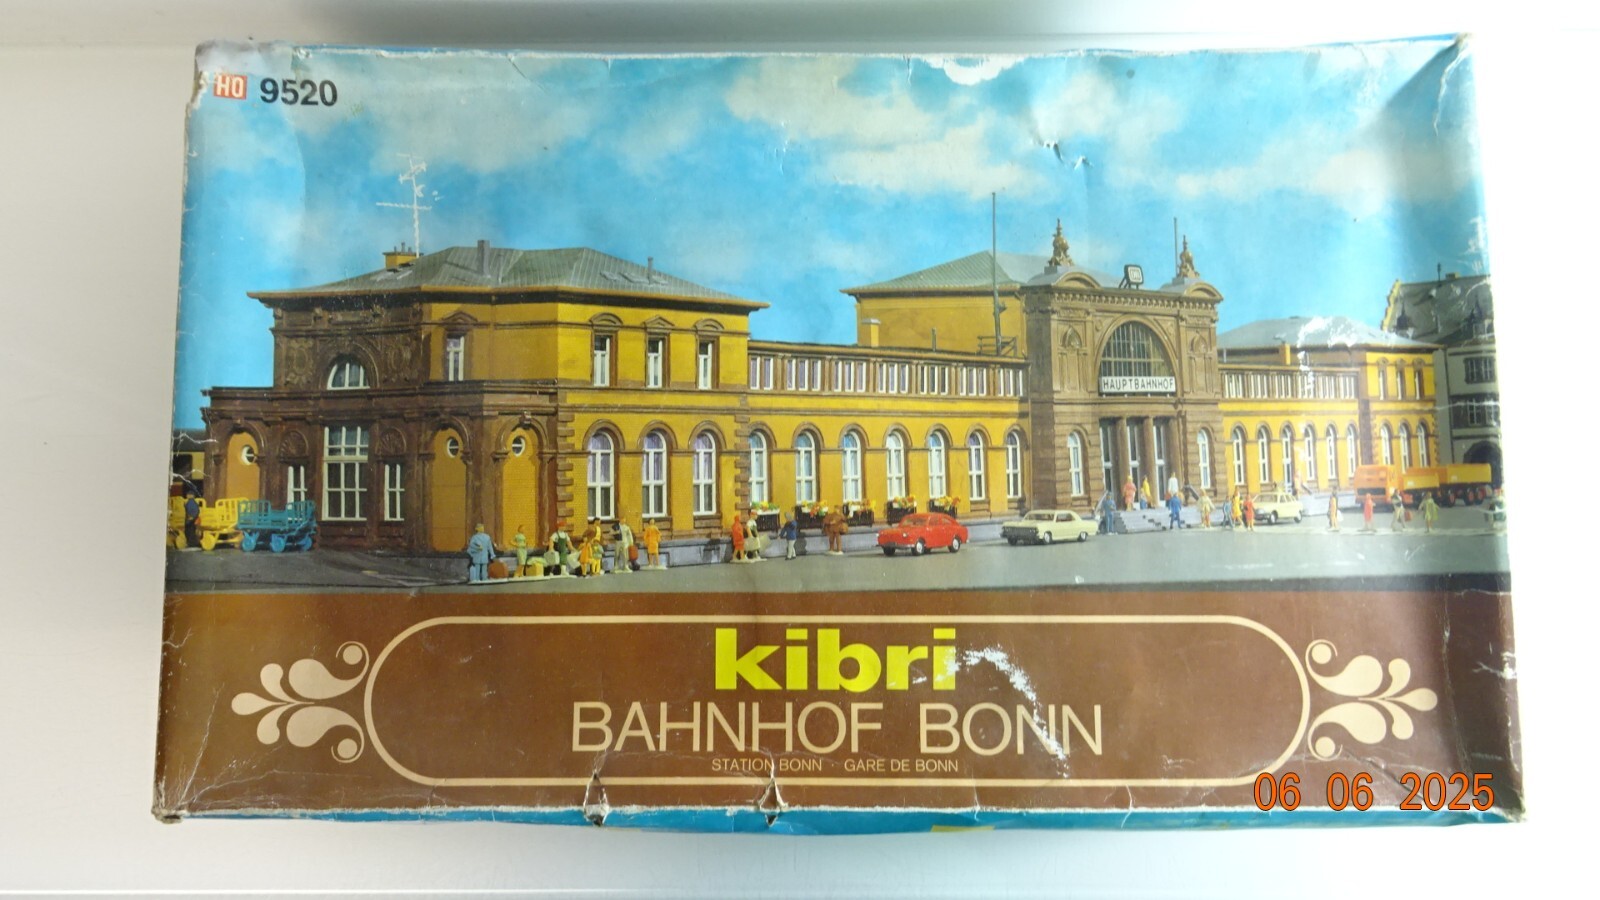 HO 9520
HAUPTBAHNHOF
kibri
BAHNHOF BONN
STATION BONN · GARE DE BONN
06 06 2025